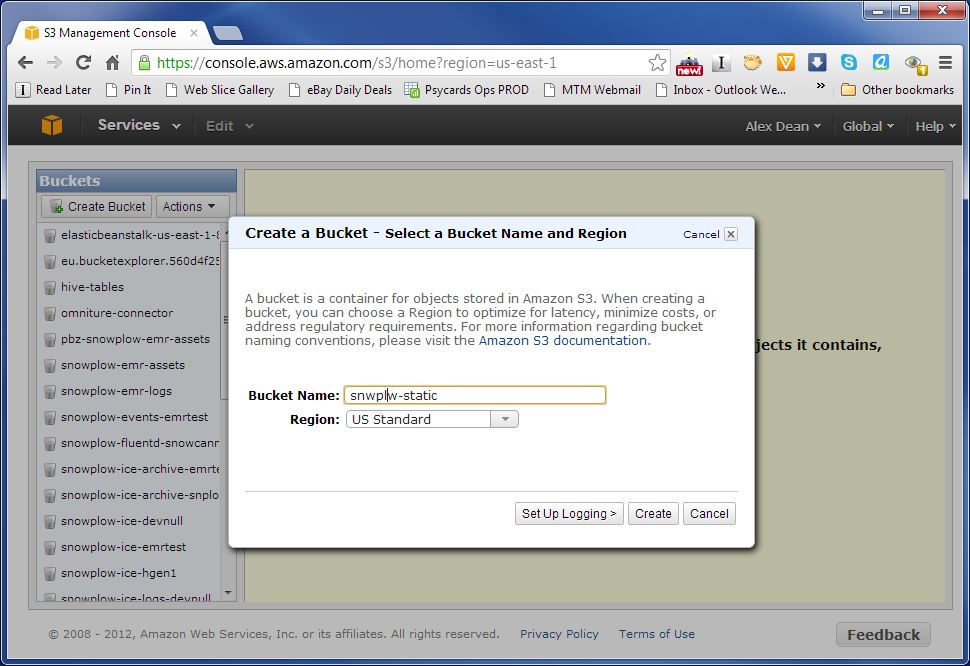 S3 Management Console
https://console.aws.amazon.com/s3/home?region=us-east-1
new!
Read Later Pin It Web Slice Gallery eBay Daily Deals Psycards Ops PROD MTM Webmail Inbox - Outlook We... » Other bookmarks
Services Edit Alex Dean Global Help
Buckets
Create Bucket Actions
elasticbeanstalk-us-east-1-8
eu.bucketexplorer.560d4f25
hive-tables
omniture-connector
pbz-snowplow-emr-assets
snowplow-emr-assets
snowplow-emr-logs
snowplow-events-emrtest
snowplow-fluentd-snowcann
snowplow-ice-archive-emrte
snowplow-ice-archive-snplo
snowplow-ice-devnull
snowplow-ice-emrtest
snowplow-ice-hgen1
snowplow-ice-logs-devnull
jects it contains,
Create a Bucket - Select a Bucket Name and Region Cancel
A bucket is a container for objects stored in Amazon S3. When creating a
bucket, you can choose a Region to optimize for latency, minimize costs, or
address regulatory requirements. For more information regarding bucket
naming conventions, please visit the Amazon S3 documentation.
Bucket Name: snwplw-static
Region: US Standard
Set Up Logging > Create Cancel
© 2008 - 2012, Amazon Web Services, Inc. or its affiliates. All rights reserved. Privacy Policy Terms of Use Feedback